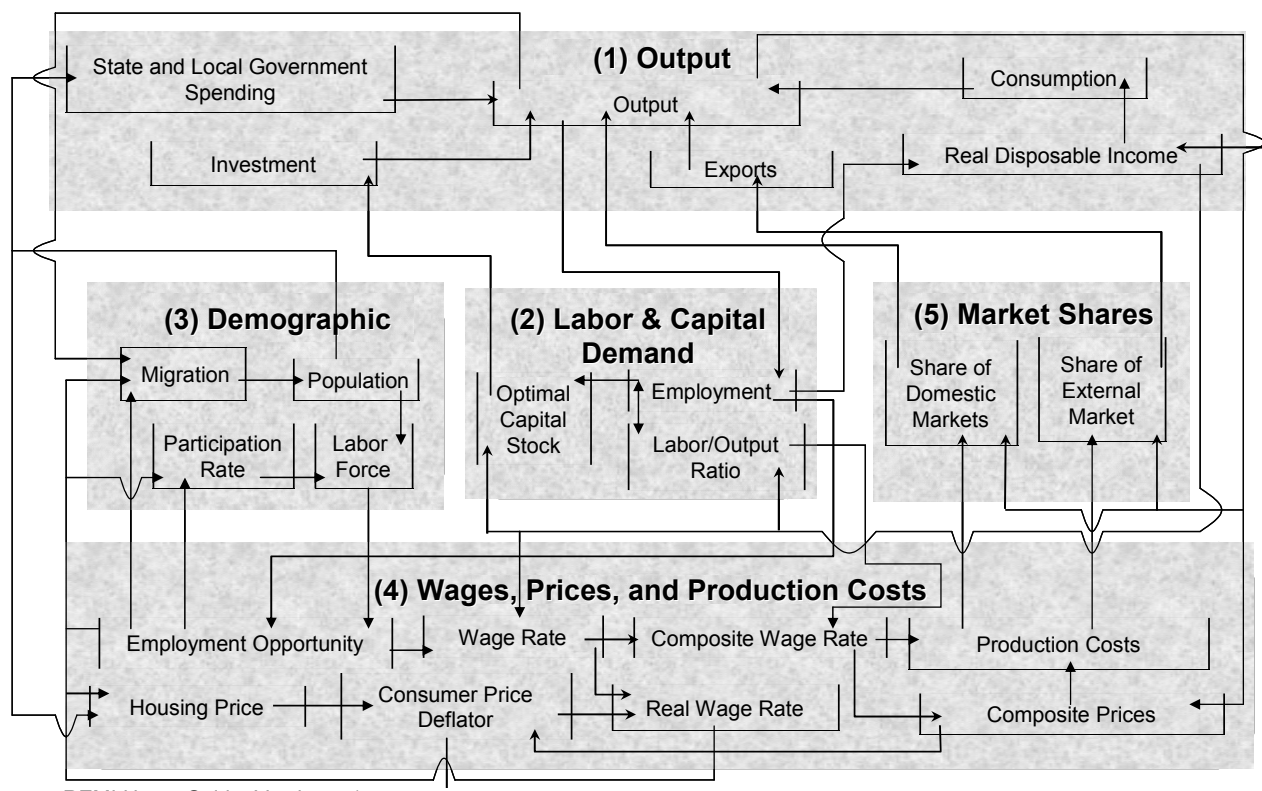 (1) Output
State and Local Government
Spending
Consumption
Output
Investment
Exports
Real Disposable Income
(3) Demographic
(2) Labor & Capital
Demand
(5) Market Shares
Migration
Population
Participation
Rate
Labor
Force
Optimal
Capital
Stock
Employment
Labor/Output
Ratio
Share of
Domestic
Markets
Share of
External
Market
(4) Wages, Prices, and Production Costs
Employment Opportunity
Wage Rate
Composite Wage Rate
Production Costs
Housing Price
Consumer Price
Deflator
Real Wage Rate
Composite Prices